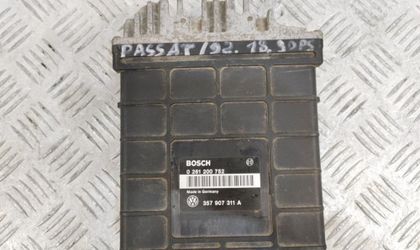 PASSAT/92. 1.8. 90PS
BOSCH
0 261 200 752
Made in Germany
357 907 311 A